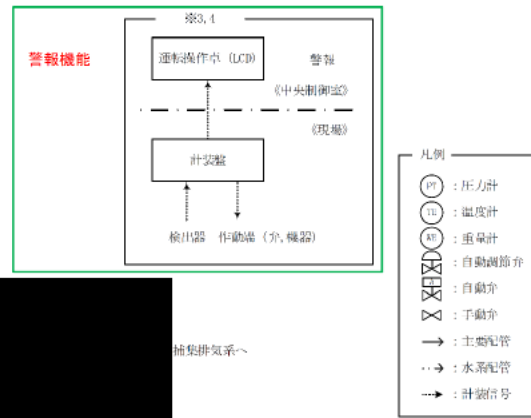 ※3,4
警報機能
運転操作卓 (LCD)
警報
《中央制御室》
《現場》
計装盤
検出器 作動端 (弁,機器)
捕集排気系へ
凡例
PT : 圧力計
TE : 温度計
WE : 重量計
: 自動調節弁
: 自動弁
: 手動弁
: 主要配管
: 水系配管
: 計装信号